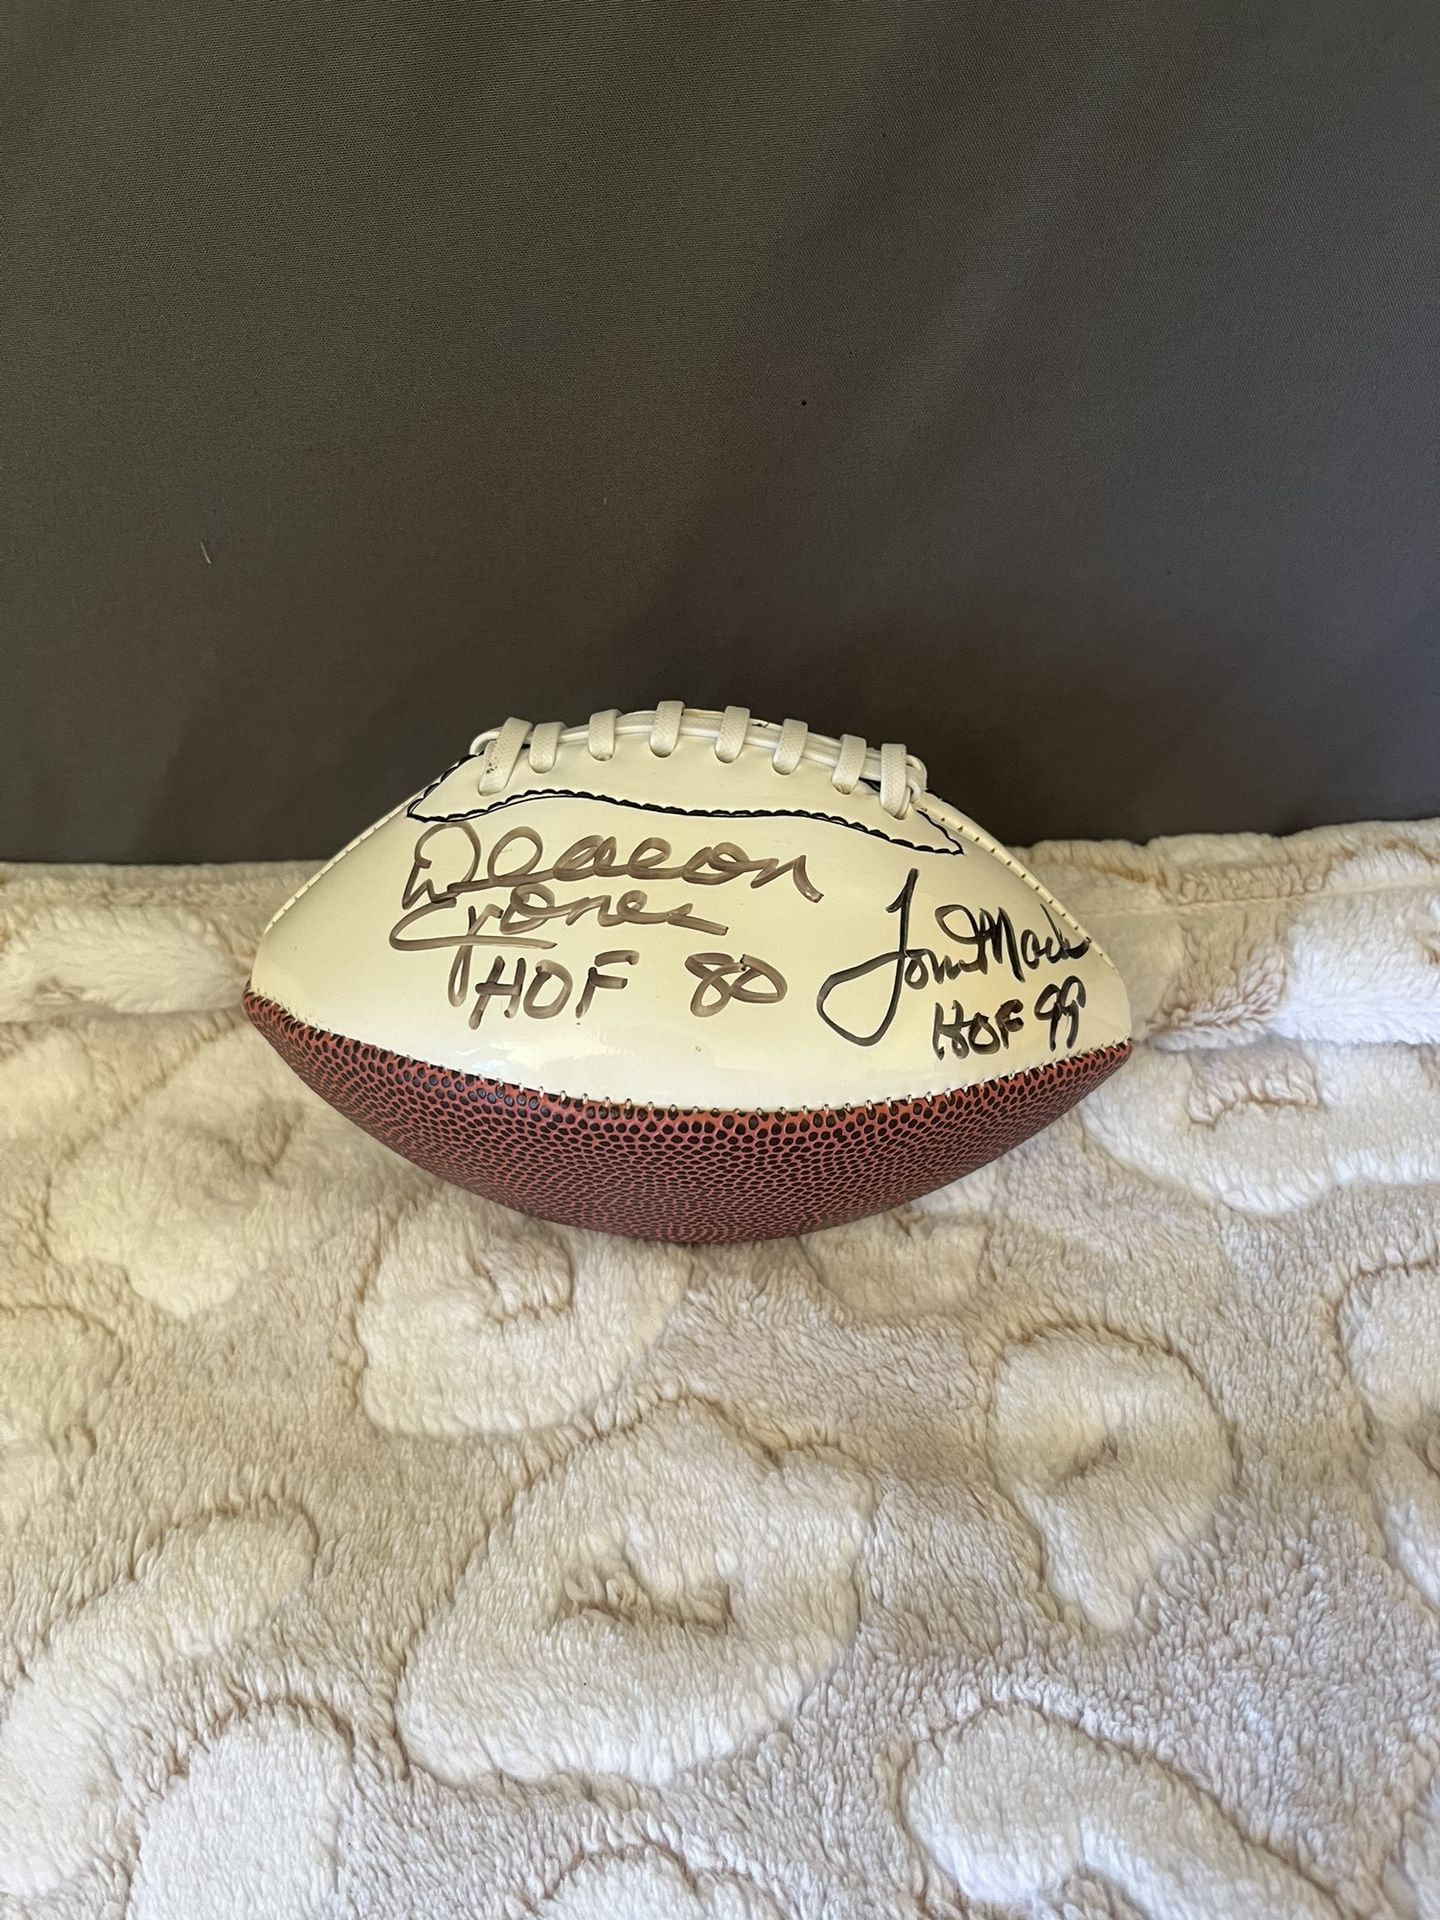 Deacon
Jones
HOF 80
Tom Mack
HOF 99